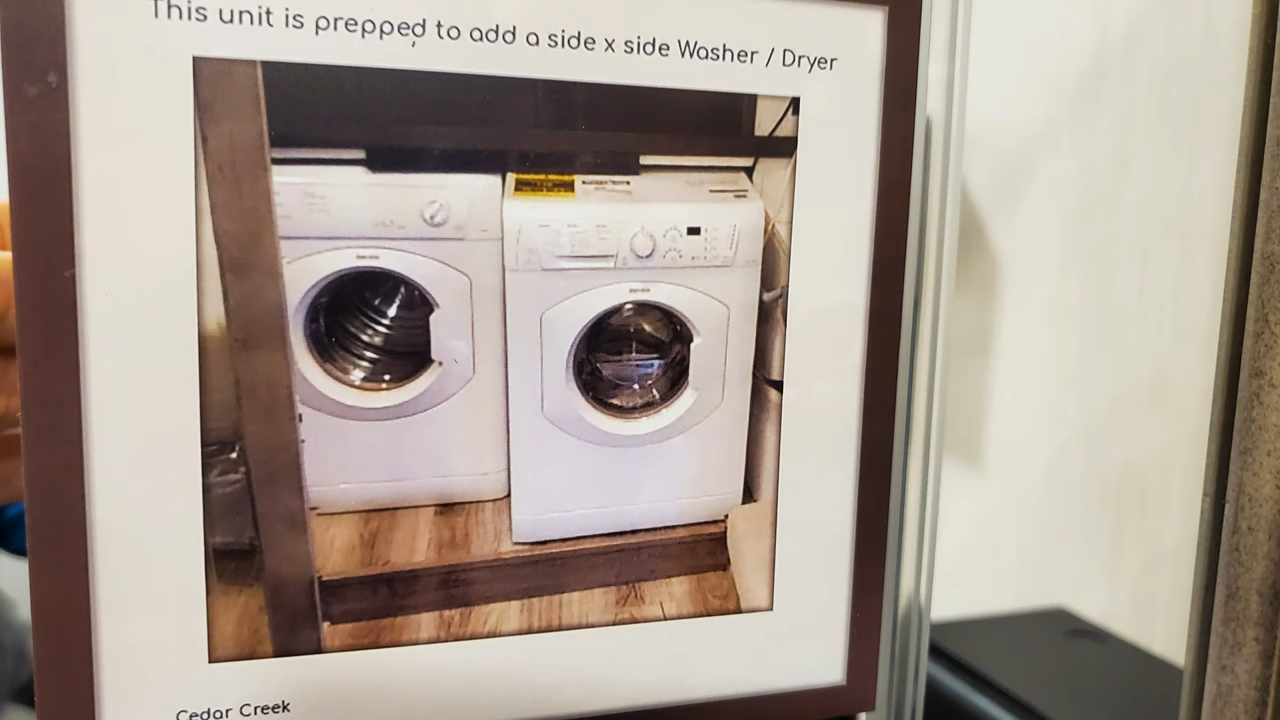 This unit is prepped to add a side x side Washer / Dryer
Cedar Creek